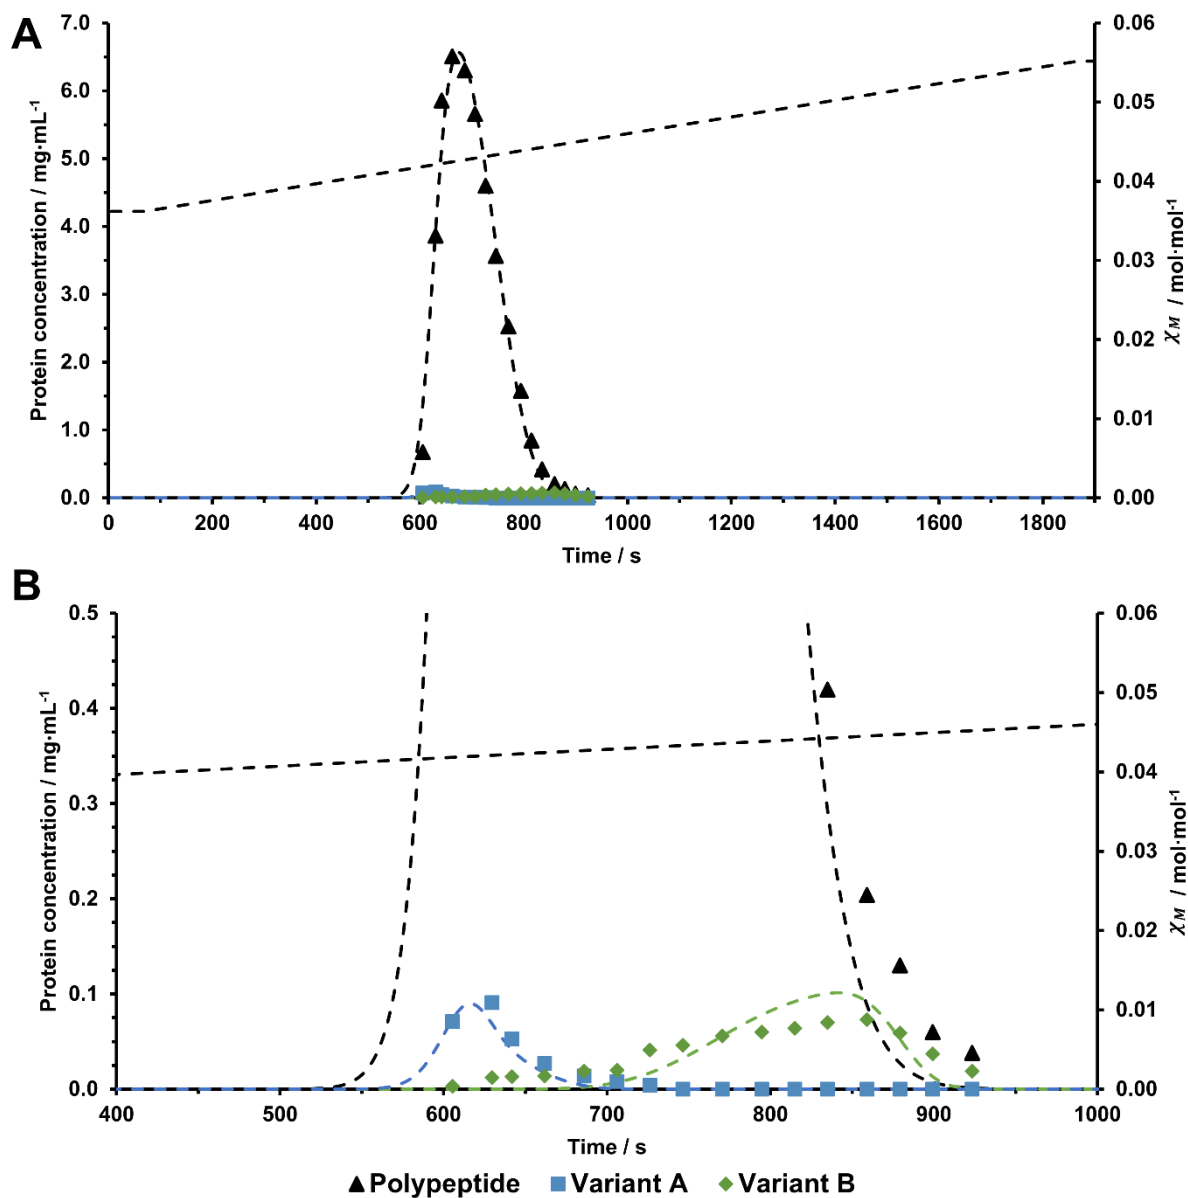 A
7.0
6.0
5.0
4.0
3.0
2.0
1.0
0.0
Protein concentration / mg·mL⁻¹
0.06
0.05
0.04
0.03
0.02
0.01
0.00
χM / mol·mol⁻¹
0 200 400 600 800 1000 1200 1400 1600 1800
Time / s
B
0.5
0.4
0.3
0.2
0.1
0.0
Protein concentration / mg·mL⁻¹
0.06
0.05
0.04
0.03
0.02
0.01
0.00
χM / mol·mol⁻¹
400 500 600 700 800 900 1000
Time / s
Polypeptide Variant A Variant B